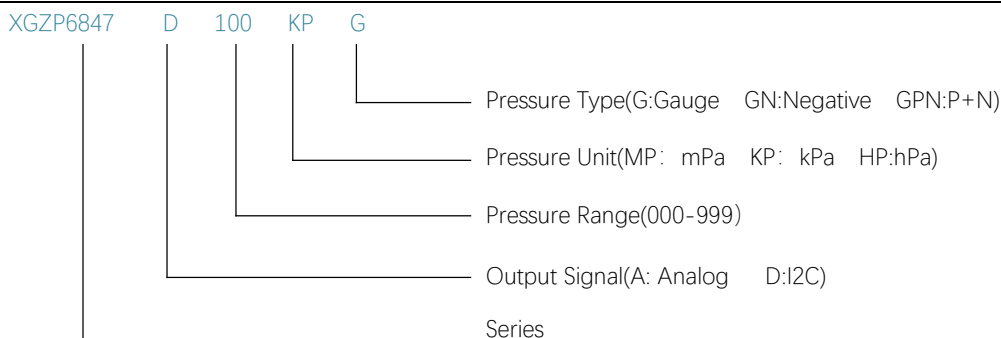 XGZP6847 D 100 KP G
Pressure Type(G:Gauge GN:Negative GPN:P+N)
Pressure Unit(MP： mPa KP： kPa HP:hPa)
Pressure Range(000-999）
Output Signal(A: Analog D:I2C)
Series